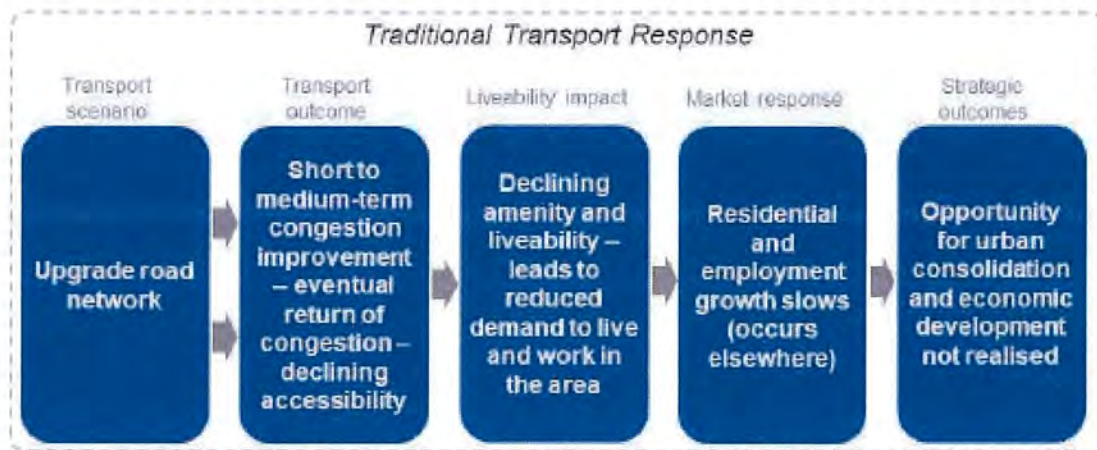 Traditional Transport Response
Transport
scenario
Upgrade road
network
Transport
outcome
Short to
medium-term
congestion
improvement
– eventual
return of
congestion –
declining
accessibility
Liveability impact
Declining
amenity and
liveability –
leads to
reduced
demand to live
and work in
the area
Market response
Residential
and
employment
growth slows
(occurs
elsewhere)
Strategic
outcomes
Opportunity
for urban
consolidation
and economic
development
not realised